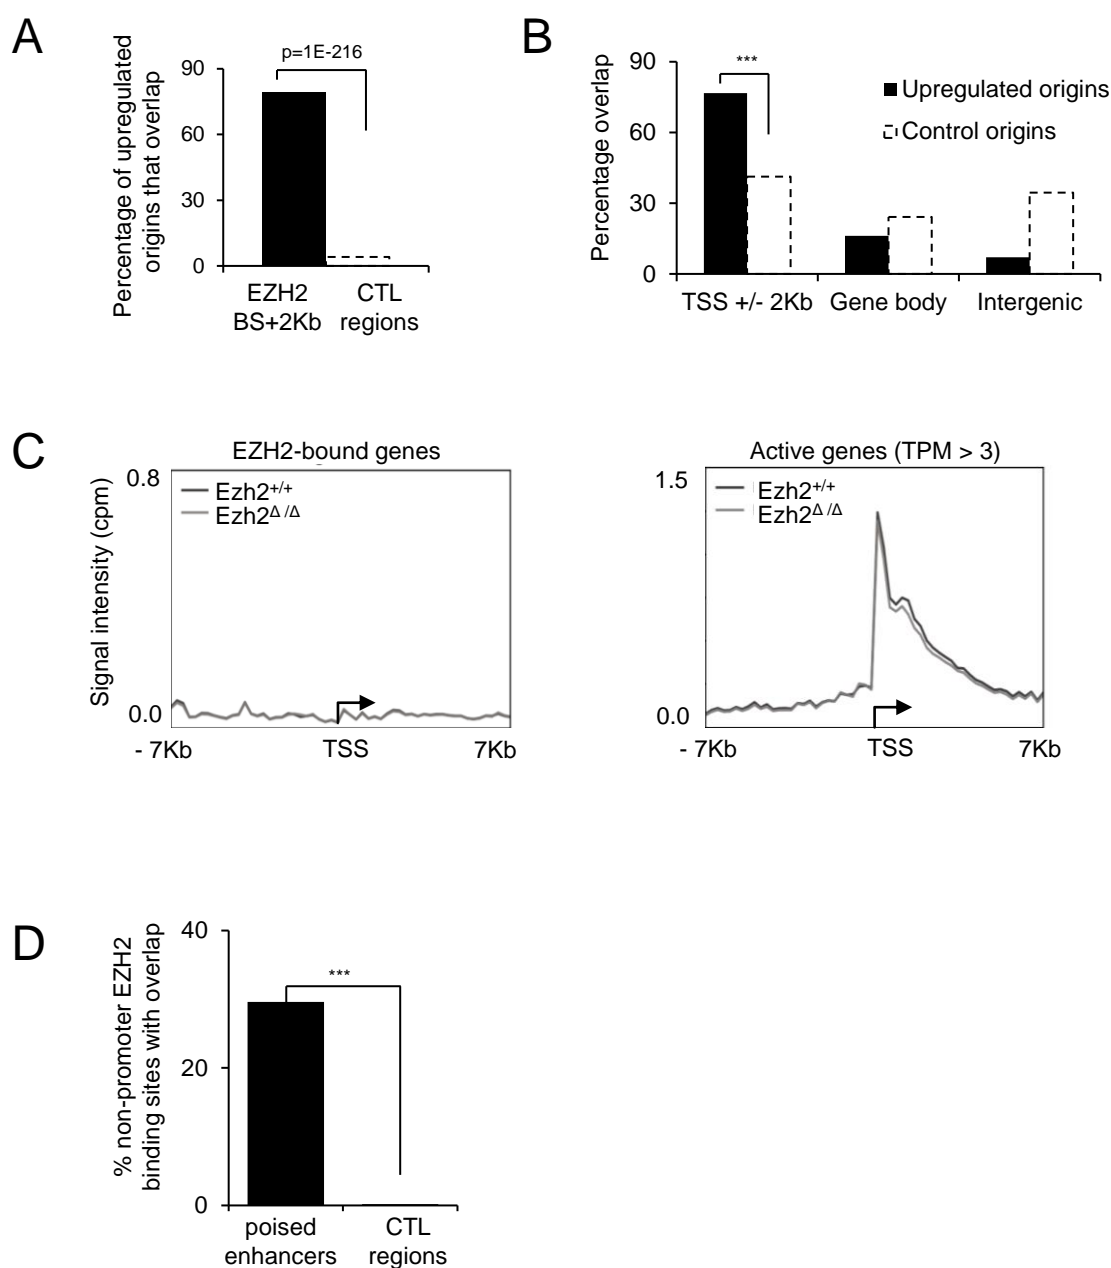 A
Percentage of upregulated
origins that overlap
p=1E-216
90
60
30
0
EZH2
BS+2Kb
CTL
regions
B
Percentage overlap
90
60
30
0
***
Upregulated origins
Control origins
TSS +/- 2Kb
Gene body
Intergenic
C
EZH2-bound genes
Signal intensity (cpm)
0.8
0.0
Ezh2+/+
Ezh2Δ /Δ
- 7Kb
TSS
7Kb
Active genes (TPM > 3)
1.5
0.0
Ezh2+/+
Ezh2Δ /Δ
- 7Kb
TSS
7Kb
D
% non-promoter EZH2
binding sites with overlap
40
20
0
***
poised
enhancers
CTL
regions